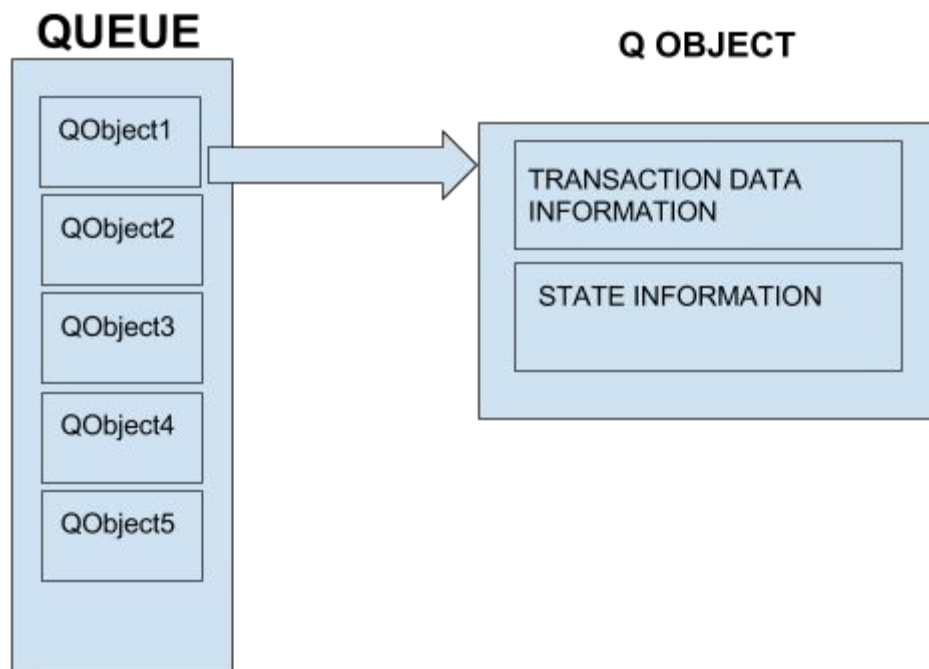 QUEUE
QObject1
QObject2
QObject3
QObject4
QObject5
Q OBJECT
TRANSACTION DATA
INFORMATION
STATE INFORMATION